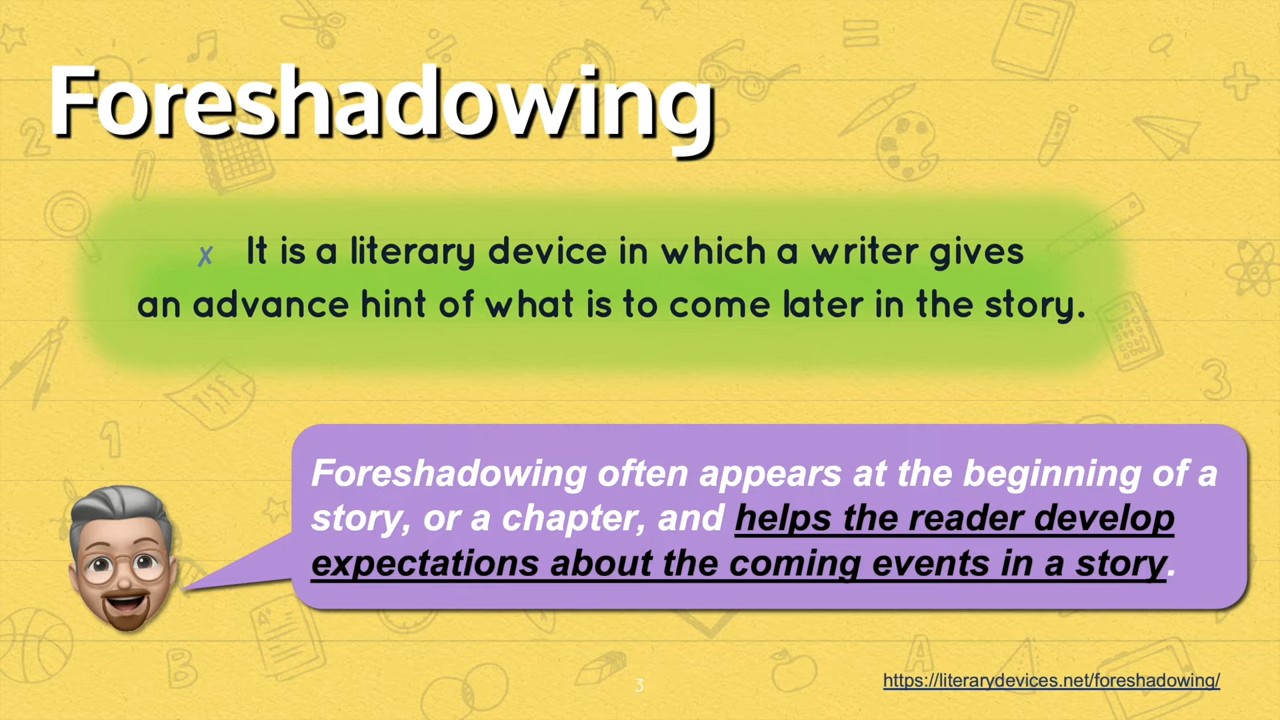 Foreshadowing
x It is a literary device in which a writer gives
an advance hint of what is to come later in the story.
Foreshadowing often appears at the beginning of a
story, or a chapter, and helps the reader develop
expectations about the coming events in a story.
3
https://literarydevices.net/foreshadowing/